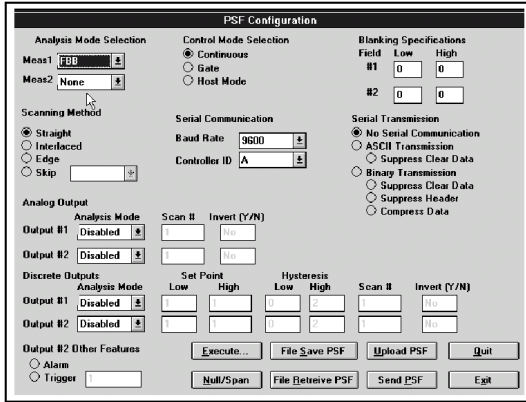 PSF Configuration
Analysis Mode Selection
Meas1 FBB
Meas2 None
Control Mode Selection
Continuous
Gate
Host Mode
Blanking Specifications
Field Low High
#1 0 0
#2 0 0
Scanning Method
Straight
Interlaced
Edge
Skip
Serial Communication
Baud Rate 9600
Controller ID A
Serial Transmission
No Serial Communication
ASCII Transmission
Suppress Clear Data
Binary Transmission
Suppress Clear Data
Suppress Header
Compress Data
Analog Output
Analysis Mode Scan # Invert (Y/N)
Output #1 Disabled 1 No
Output #2 Disabled 1 No
Discrete Outputs Set Point Hysteresis
Analysis Mode Low High Low High Scan # Invert (Y/N)
Output #1 Disabled 1 1 0 2 1 No
Output #2 Disabled 1 1 0 2 1 No
Output #2 Other Features
Alarm
Trigger 1
Execute... File Save PSF Upload PSF Quit
Null/Span File Retreive PSF Send PSF Exit